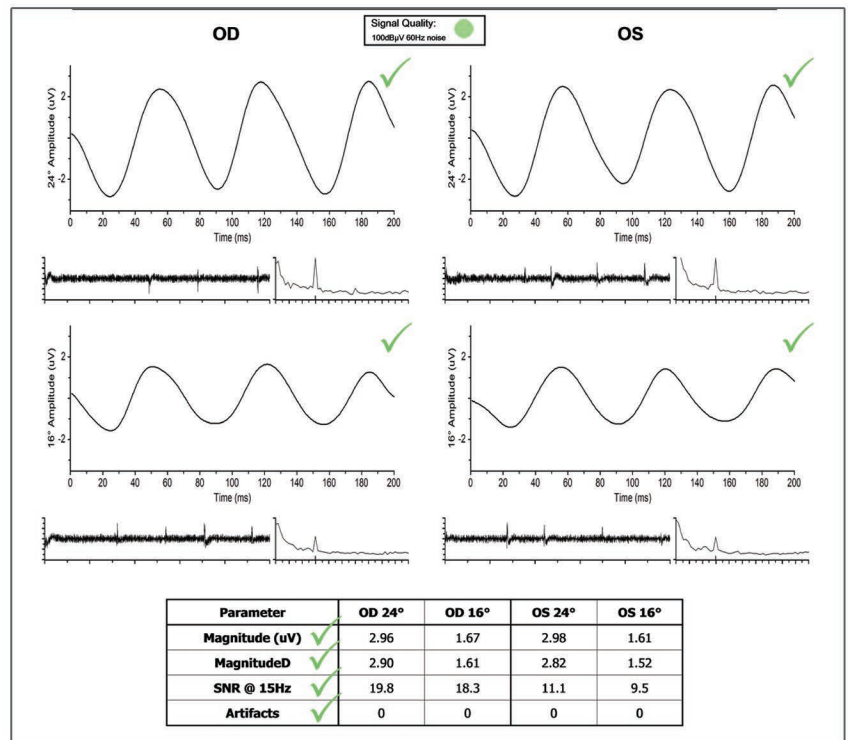 OD
Signal Quality:
100dBµV 60Hz noise
OS
24° Amplitude (uV)
2
-2
0 20 40 60 80 100 120 140 160 180 200
Time (ms)
24° Amplitude (uV)
2
-2
0 20 40 60 80 100 120 140 160 180 200
Time (ms)
16° Amplitude (uV)
2
-2
0 20 40 60 80 100 120 140 160 180 200
Time (ms)
16° Amplitude (uV)
2
-2
0 20 40 60 80 100 120 140 160 180 200
Time (ms)
Parameter OD 24° OD 16° OS 24° OS 16°
Magnitude (uV) 2.96 1.67 2.98 1.61
MagnitudeD 2.90 1.61 2.82 1.52
SNR @ 15Hz 19.8 18.3 11.1 9.5
Artifacts 0 0 0 0